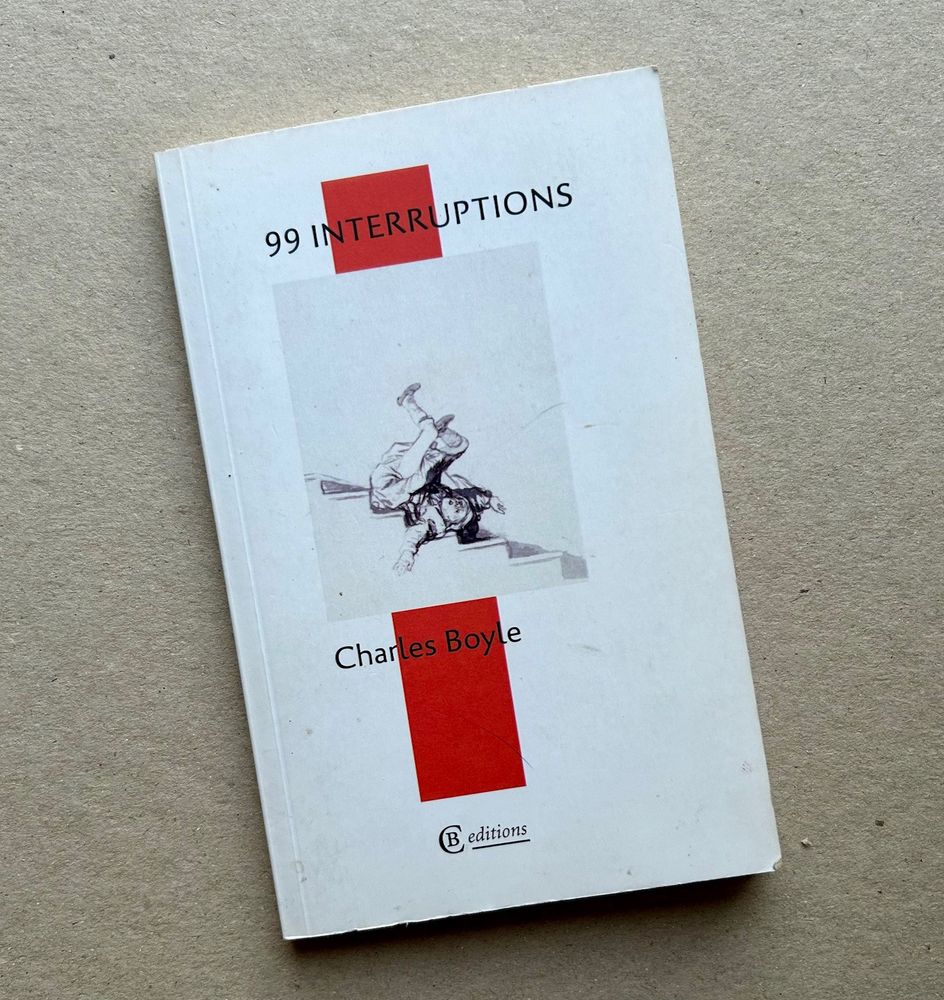 99 INTERRUPTIONS
Charles Boyle
CB editions